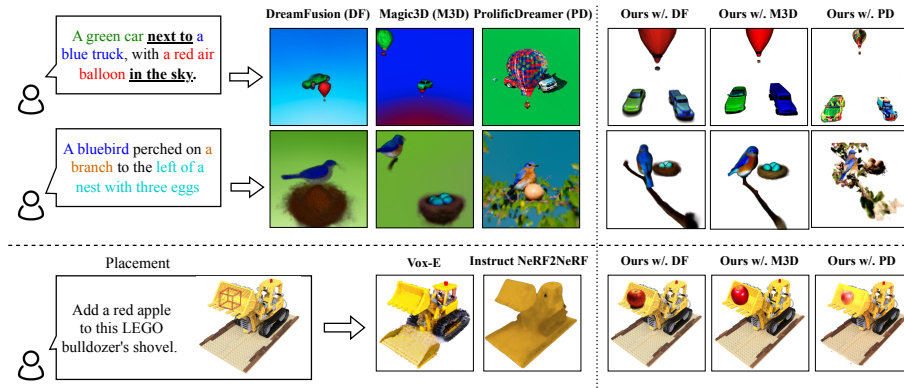 DreamFusion (DF) Magic3D (M3D) ProlificDreamer (PD) Ours w/. DF Ours w/. M3D Ours w/. PD
A green car next to a
blue truck, with a red air
balloon in the sky.
A bluebird perched on a
branch to the left of a
nest with three eggs
Placement Vox-E Instruct NeRF2NeRF Ours w/. DF Ours w/. M3D Ours w/. PD
Add a red apple
to this LEGO
bulldozer's shovel.